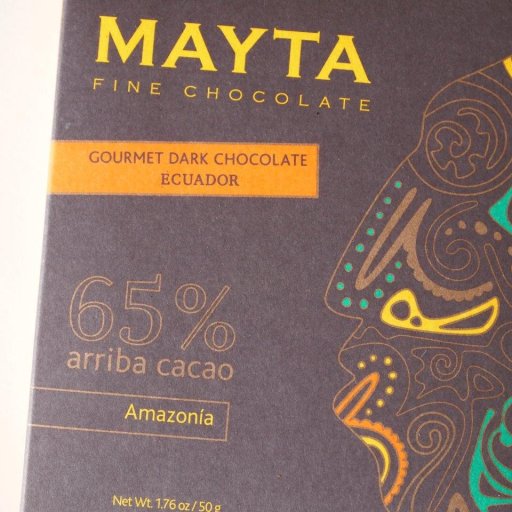 MAYTA
FINE CHOCOLATE
GOURMET DARK CHOCOLATE
ECUADOR
65%
arriba cacao
Amazonía
Net Wt. 1.76 oz / 50 g